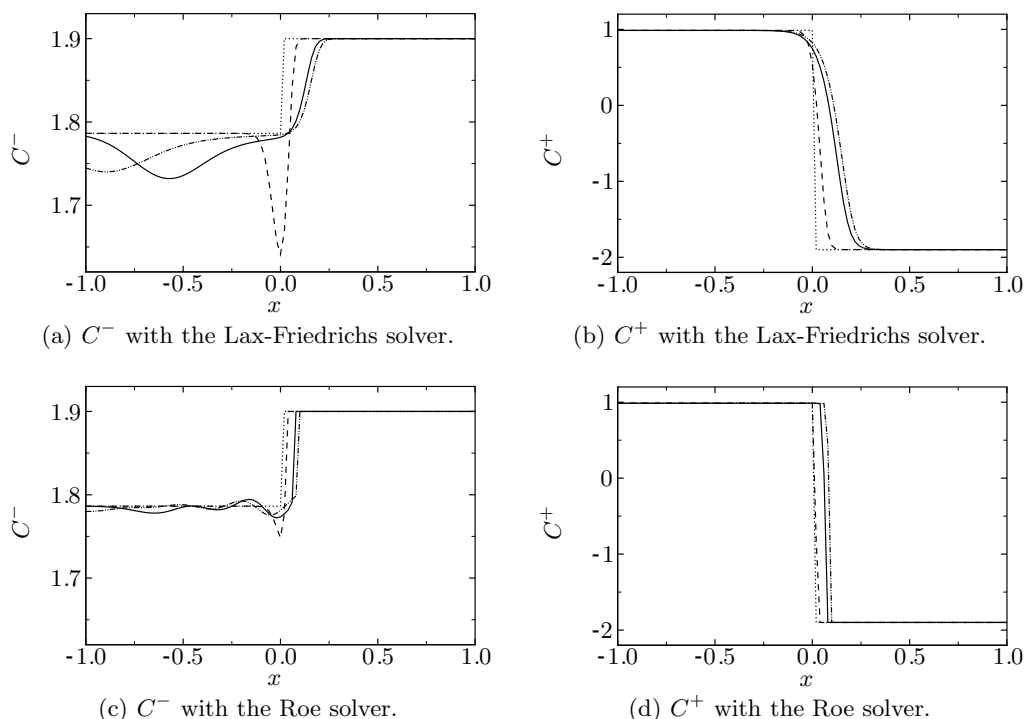 1.9
1.8
1.7
C⁻
-1.0 -0.5 0.0 0.5 1.0
x
(a) C⁻ with the Lax-Friedrichs solver.
1
0
-1
-2
C⁺
-1.0 -0.5 0.0 0.5 1.0
x
(b) C⁺ with the Lax-Friedrichs solver.
1.9
1.8
1.7
C⁻
-1.0 -0.5 0.0 0.5 1.0
x
(c) C⁻ with the Roe solver.
1
0
-1
-2
C⁺
-1.0 -0.5 0.0 0.5 1.0
x
(d) C⁺ with the Roe solver.